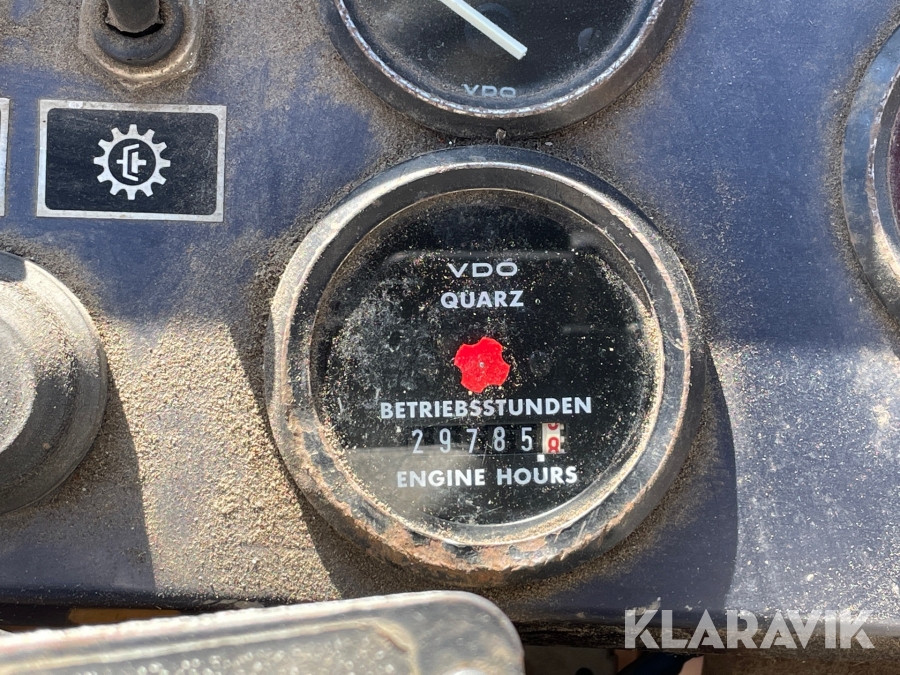 VDO
VDO
QUARZ
BETRIEBSSTUNDEN
29785
ENGINE HOURS
KLARAVIK